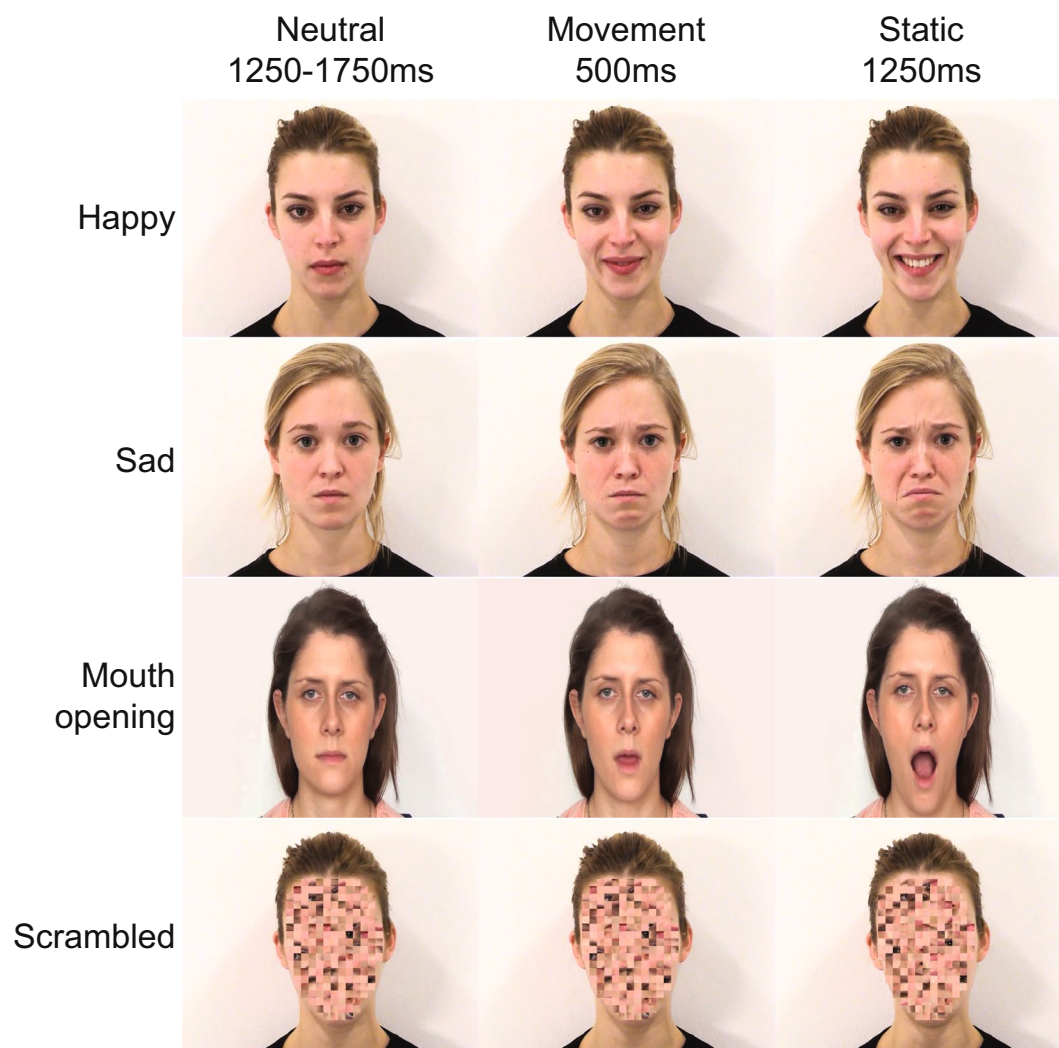 Neutral
1250-1750ms
Movement
500ms
Static
1250ms
Happy
Sad
Mouth
opening
Scrambled